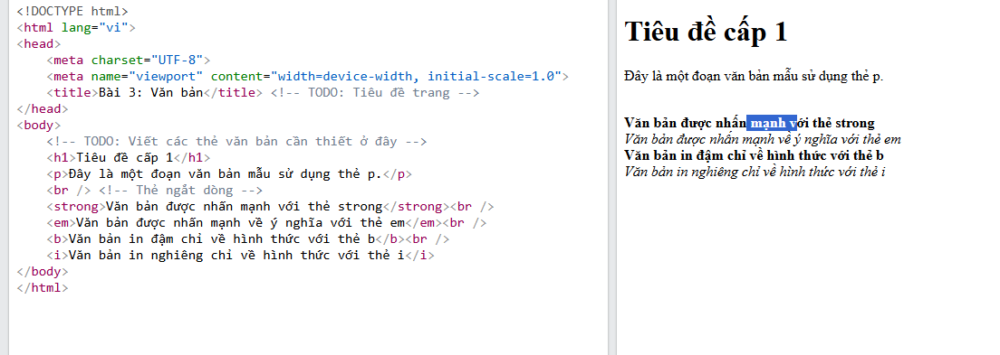 <!DOCTYPE html>
<html lang="vi">
<head>
    <meta charset="UTF-8">
    <meta name="viewport" content="width=device-width, initial-scale=1.0">
    <title>Bài 3: Văn bản</title> <!-- TODO: Tiêu đề trang -->
</head>
<body>
    <!-- TODO: Viết các thẻ văn bản cần thiết ở đây -->
    <h1>Tiêu đề cấp 1</h1>
    <p>Đây là một đoạn văn bản mẫu sử dụng thẻ p.</p>
    <br /> <!-- Thẻ ngắt dòng -->
    <strong>Văn bản được nhấn mạnh với thẻ strong</strong><br />
    <em>Văn bản được nhấn mạnh về ý nghĩa với thẻ em</em><br />
    <b>Văn bản in đậm chỉ về hình thức với thẻ b</b><br />
    <i>Văn bản in nghiêng chỉ về hình thức với thẻ i</i>
</body>
</html>
Tiêu đề cấp 1
Đây là một đoạn văn bản mẫu sử dụng thẻ p.
Văn bản được nhấn mạnh với thẻ strong
Văn bản được nhấn mạnh về ý nghĩa với thẻ em
Văn bản in đậm chỉ về hình thức với thẻ b
Văn bản in nghiêng chỉ về hình thức với thẻ i